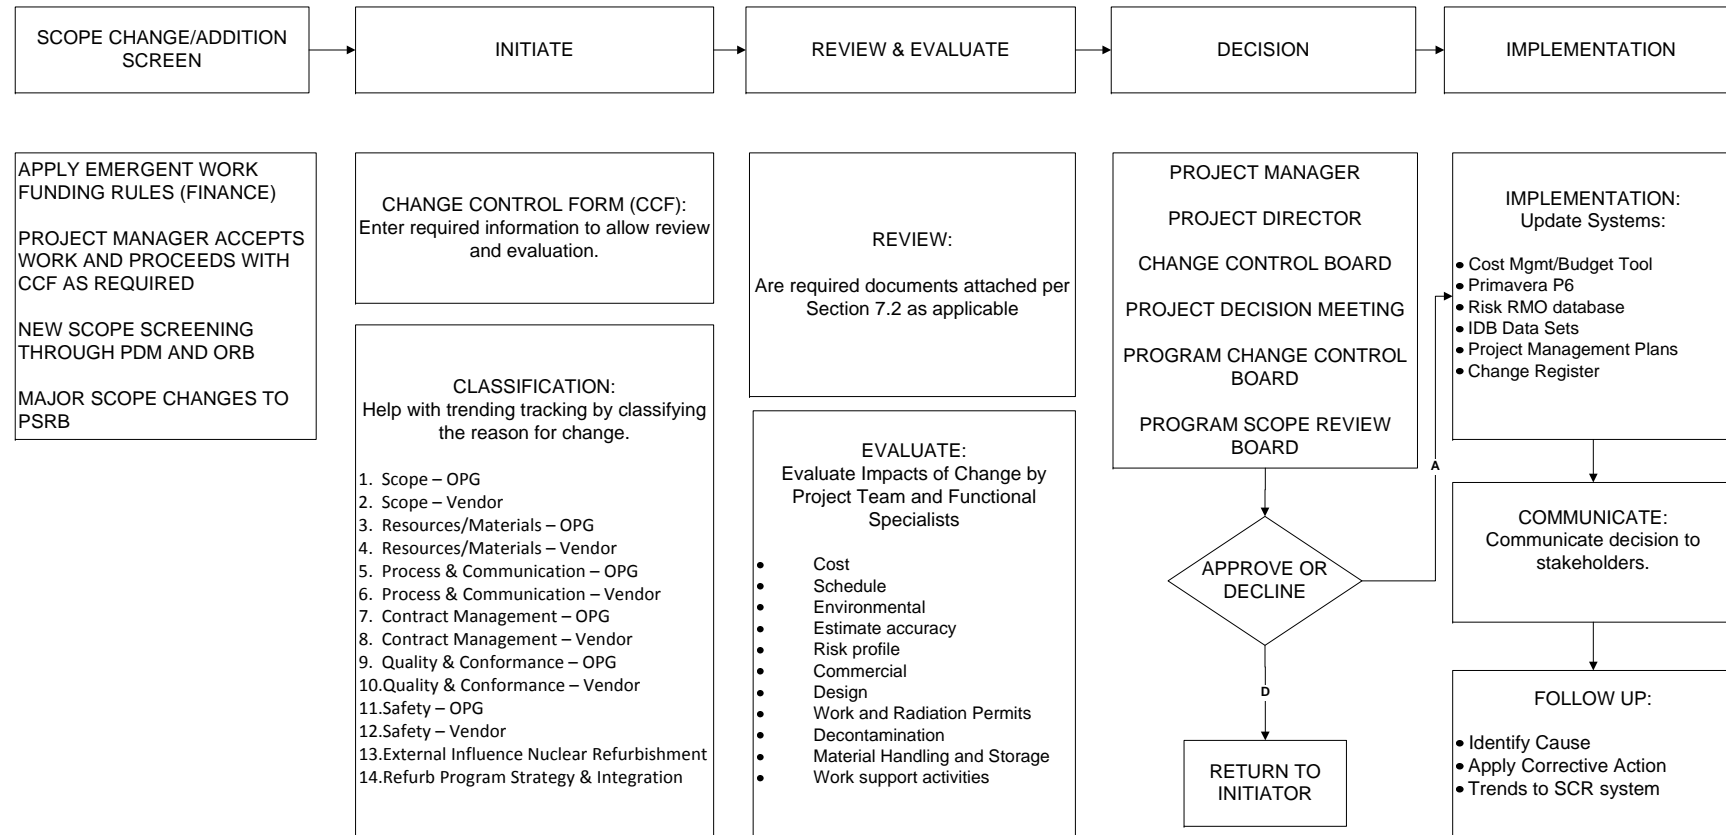 SCOPE CHANGE/ADDITION
SCREEN
INITIATE
REVIEW & EVALUATE
DECISION
IMPLEMENTATION
APPLY EMERGENT WORK
FUNDING RULES (FINANCE)
PROJECT MANAGER ACCEPTS
WORK AND PROCEEDS WITH
CCF AS REQUIRED
NEW SCOPE SCREENING
THROUGH PDM AND ORB
MAJOR SCOPE CHANGES TO
PSRB
CHANGE CONTROL FORM (CCF):
Enter required information to allow review
and evaluation.
CLASSIFICATION:
Help with trending tracking by classifying
the reason for change.
1. Scope – OPG
2. Scope – Vendor
3. Resources/Materials – OPG
4. Resources/Materials – Vendor
5. Process & Communication – OPG
6. Process & Communication – Vendor
7. Contract Management – OPG
8. Contract Management – Vendor
9. Quality & Conformance – OPG
10.Quality & Conformance – Vendor
11.Safety – OPG
12.Safety – Vendor
13.External Influence Nuclear Refurbishment
14.Refurb Program Strategy & Integration
REVIEW:
Are required documents attached per
Section 7.2 as applicable
EVALUATE:
Evaluate Impacts of Change by
Project Team and Functional
Specialists
• Cost
• Schedule
• Environmental
• Estimate accuracy
• Risk profile
• Commercial
• Design
• Work and Radiation Permits
• Decontamination
• Material Handling and Storage
• Work support activities
PROJECT MANAGER
PROJECT DIRECTOR
CHANGE CONTROL BOARD
PROJECT DECISION MEETING
PROGRAM CHANGE CONTROL
BOARD
PROGRAM SCOPE REVIEW
BOARD
APPROVE OR
DECLINE
A
D
RETURN TO
INITIATOR
IMPLEMENTATION:
Update Systems:
• Cost Mgmt/Budget Tool
• Primavera P6
• Risk RMO database
• IDB Data Sets
• Project Management Plans
• Change Register
COMMUNICATE:
Communicate decision to
stakeholders.
FOLLOW UP:
• Identify Cause
• Apply Corrective Action
• Trends to SCR system